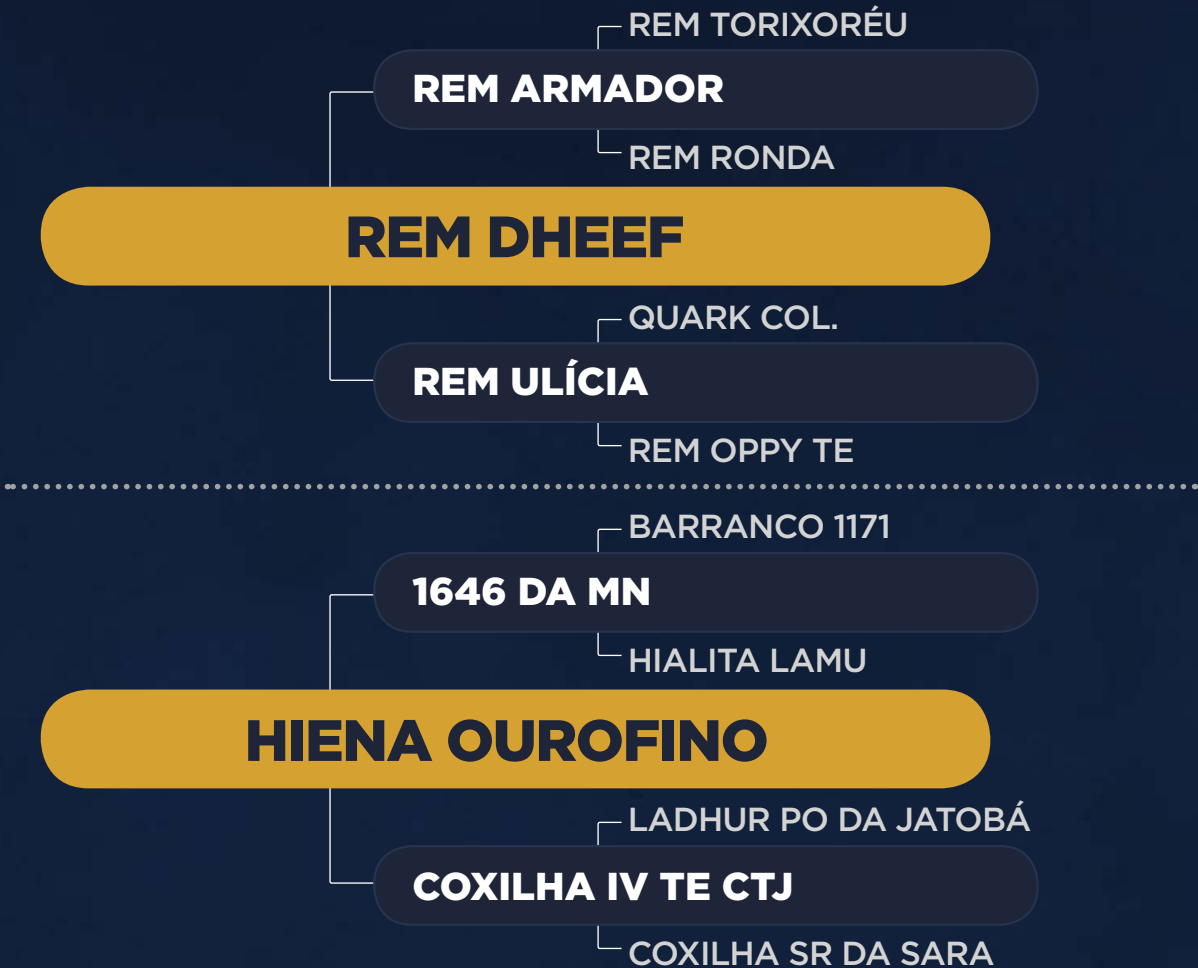 REM TORIXORÉU
REM ARMADOR
REM RONDA
REM DHEEF
QUARK COL.
REM ULÍCIA
REM OPPY TE
BARRANCO 1171
1646 DA MN
HIALITA LAMU
HIENA OUROFINO
LADHUR PO DA JATOBÁ
COXILHA IV TE CTJ
COXILHA SR DA SARA